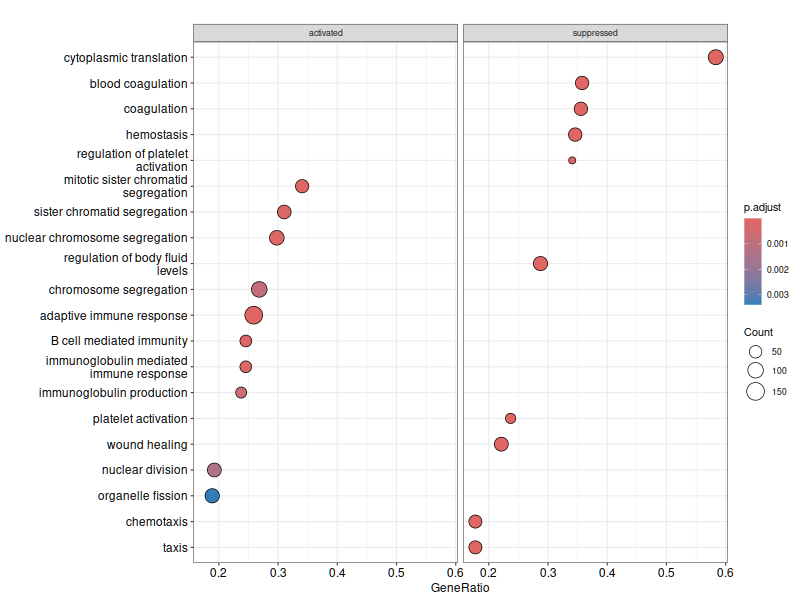 activated
suppressed
cytoplasmic translation
blood coagulation
coagulation
hemostasis
regulation of platelet
activation
mitotic sister chromatid
segregation
sister chromatid segregation
nuclear chromosome segregation
regulation of body fluid
levels
chromosome segregation
adaptive immune response
B cell mediated immunity
immunoglobulin mediated
immune response
immunoglobulin production
platelet activation
wound healing
nuclear division
organelle fission
chemotaxis
taxis
0.2 0.3 0.4 0.5 0.6 0.2 0.3 0.4 0.5 0.6
GeneRatio
p.adjust
0.001
0.002
0.003
Count
50
100
150